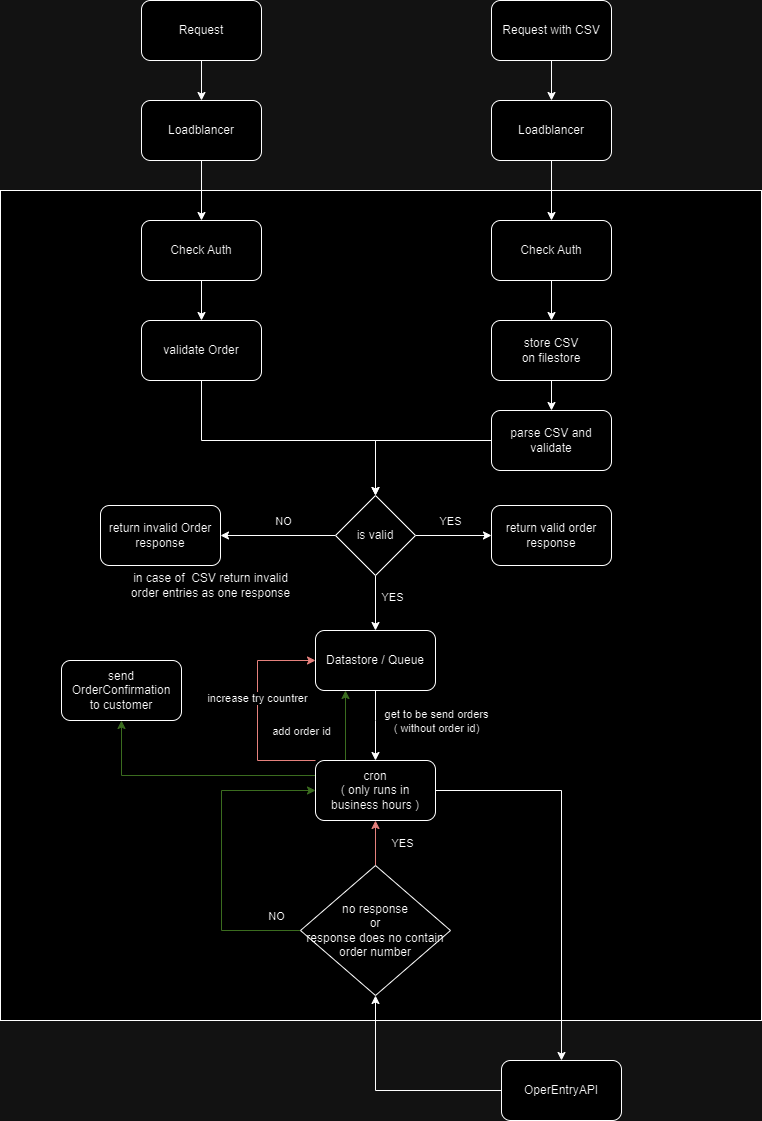 Request
Request with CSV
Loadblancer
Loadblancer
Check Auth
Check Auth
validate Order
store CSV
on filestore
parse CSV and
validate
return invalid Order
response
NO
is valid
YES
return valid order
response
in case of CSV return invalid
order entries as one response
YES
Datastore / Queue
send
OrderConfirmation
to customer
increase try countrer
add order id
get to be send orders
( without order id)
cron
( only runs in
business hours )
YES
NO
no response
or
response does no contain
order number
OperEntryAPI